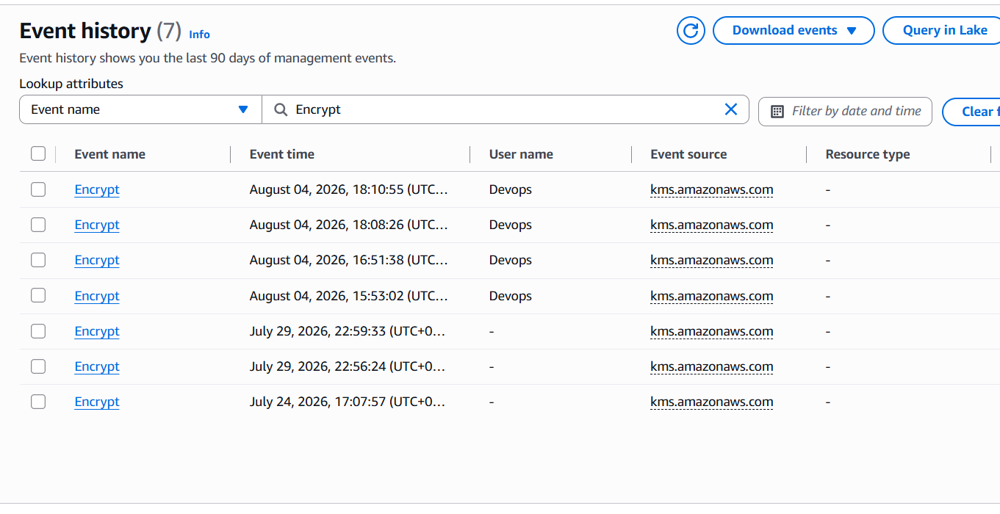 Event history (7) Info
Download events
Query in Lake
Event history shows you the last 90 days of management events.
Lookup attributes
Event name
Encrypt
Filter by date and time
Clear f
Event name Event time User name Event source Resource type
Encrypt August 04, 2026, 18:10:55 (UTC... Devops kms.amazonaws.com -
Encrypt August 04, 2026, 18:08:26 (UTC... Devops kms.amazonaws.com -
Encrypt August 04, 2026, 16:51:38 (UTC... Devops kms.amazonaws.com -
Encrypt August 04, 2026, 15:53:02 (UTC... Devops kms.amazonaws.com -
Encrypt July 29, 2026, 22:59:33 (UTC+0... - kms.amazonaws.com -
Encrypt July 29, 2026, 22:56:24 (UTC+0... - kms.amazonaws.com -
Encrypt July 24, 2026, 17:07:57 (UTC+0... - kms.amazonaws.com -